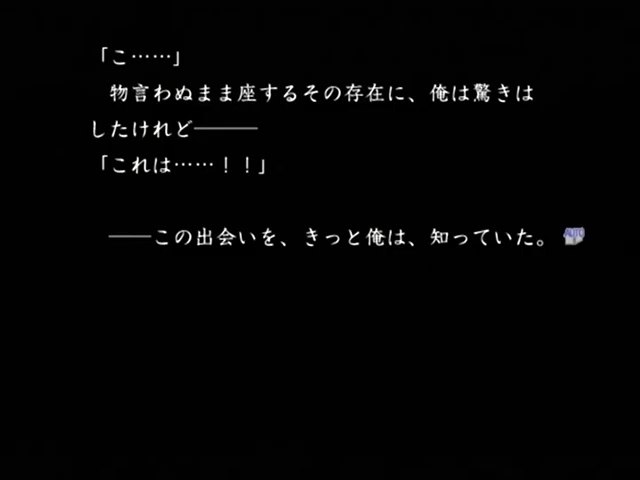 「こ……」
物言わぬまま座するその存在に、俺は驚きは
したけれど―――
「これは……！！」
――この出会いを、きっと俺は、知っていた。